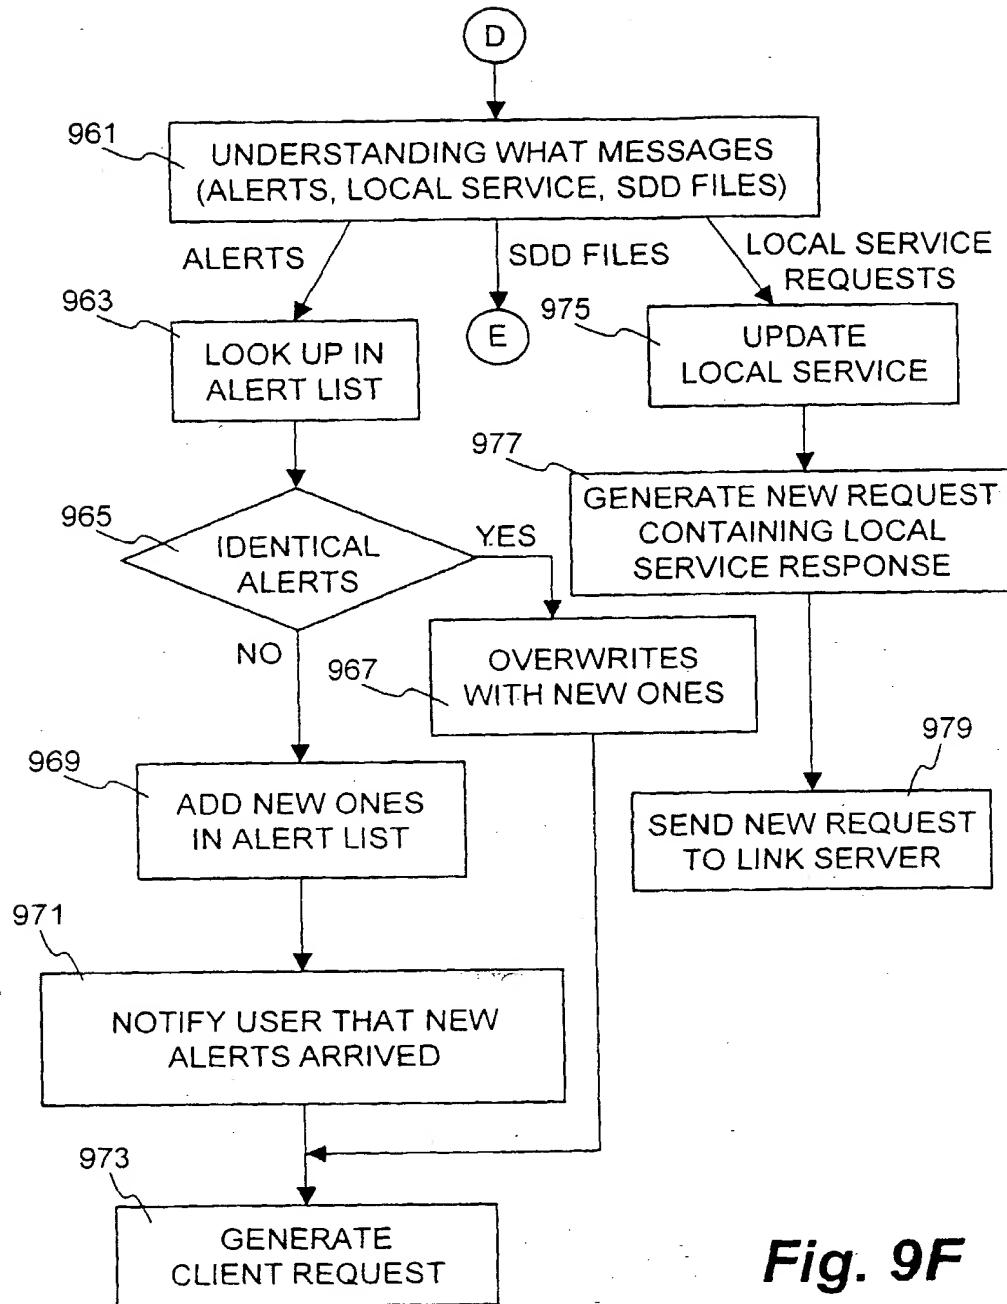 D
961
UNDERSTANDING WHAT MESSAGES
(ALERTS, LOCAL SERVICE, SDD FILES)
ALERTS
SDD FILES
LOCAL SERVICE
REQUESTS
963
LOOK UP IN
ALERT LIST
E
975
UPDATE
LOCAL SERVICE
977
GENERATE NEW REQUEST
CONTAINING LOCAL
SERVICE RESPONSE
965
IDENTICAL
ALERTS
YES
NO
967
OVERWRITES
WITH NEW ONES
979
SEND NEW REQUEST
TO LINK SERVER
969
ADD NEW ONES
IN ALERT LIST
971
NOTIFY USER THAT NEW
ALERTS ARRIVED
973
GENERATE
CLIENT REQUEST
Fig. 9F